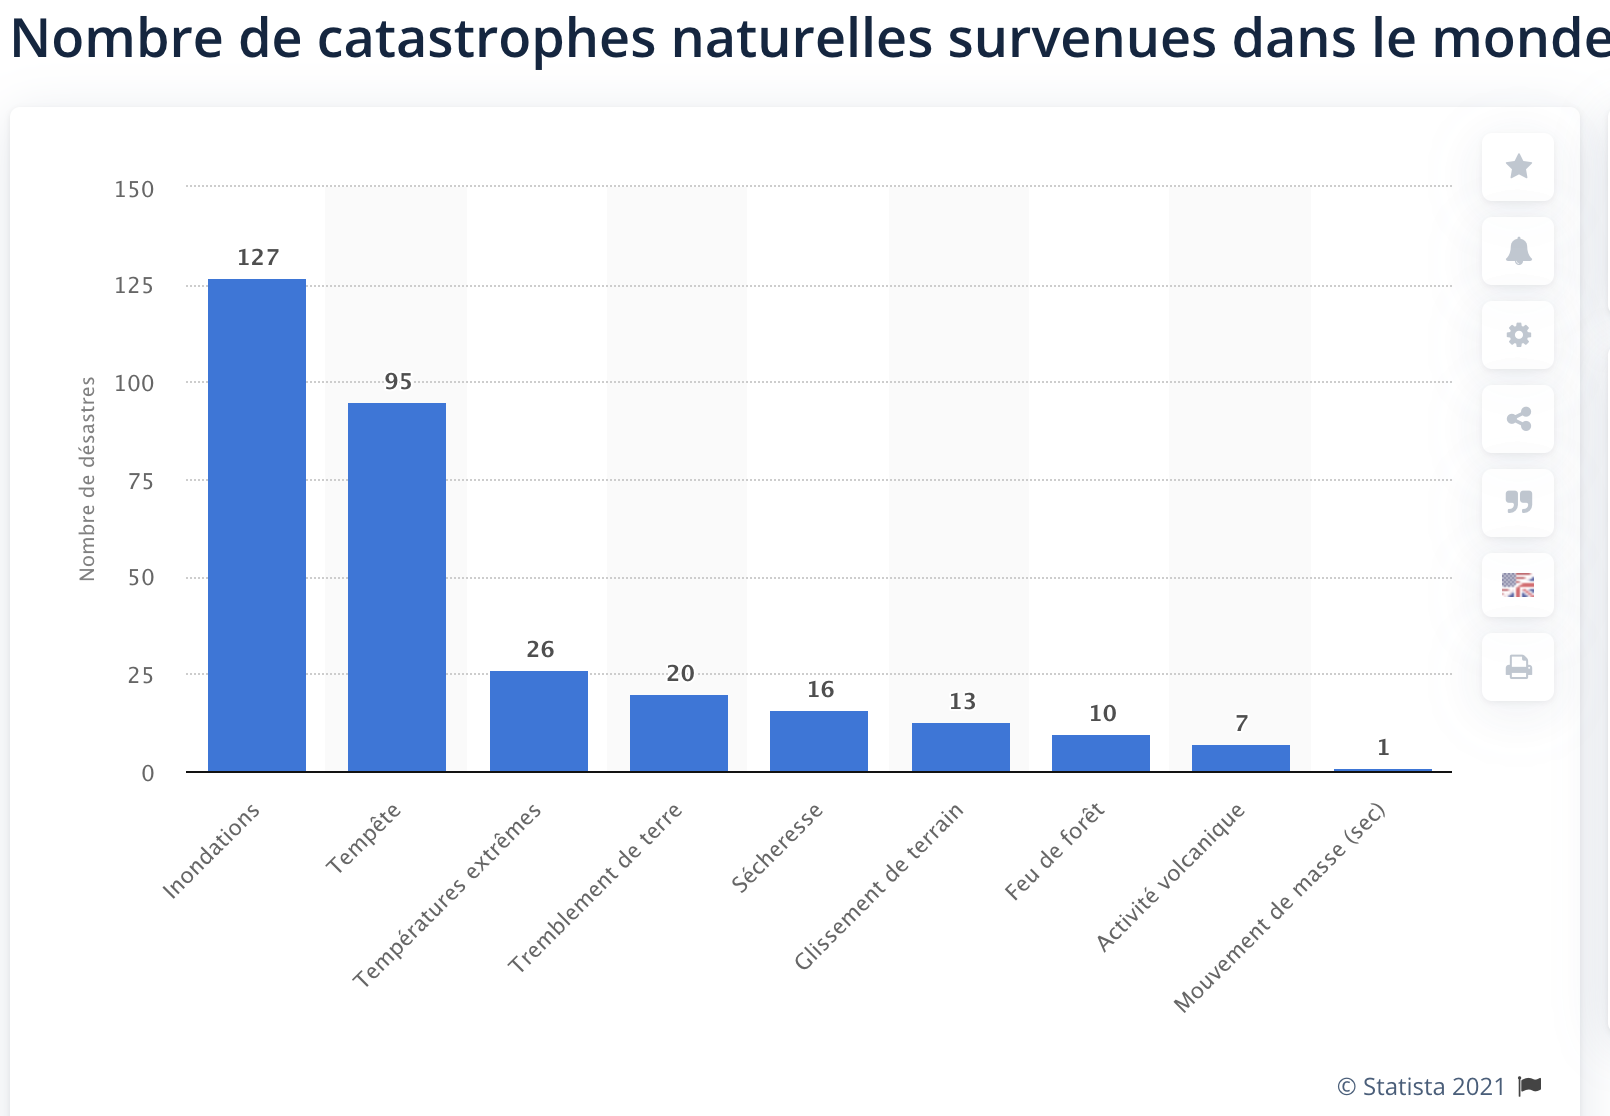 Nombre de catastrophes naturelles survenues dans le monde
150
125
100
75
50
25
0
Nombre de désastres
127
95
26
20
16
13
10
7
1
Inondations
Tempête
Températures extrêmes
Tremblement de terre
Sécheresse
Glissement de terrain
Feu de forêt
Activité volcanique
Mouvement de masse (sec)
© Statista 2021